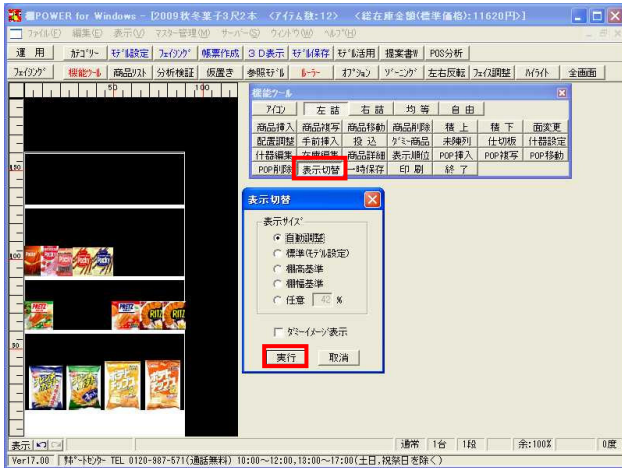 棚POWER for Windows - [2009秋冬菓子3尺2本 <アイテム数:12> <総在庫金額(標準価格):11620円>]
ファイル(F) 編集(E) 表示(V) マスター管理(M) サーバー(S) ウィンドウ(W) ヘルプ(H)
運 用 カテゴリー モデル設定 フェイシング 帳票作成 3D表示 モデル保存 モデル活用 提案書W POS分析
フェイシング 機能ツール 商品リスト 分析検証 仮置き 参照モデル ルーラー オプション ゾーニング 左右反転 フェイス調整 ハイライト 全画面
50 100
150
100
50
機能ツール
アイコン 左 詰 右 詰 均 等 自 由
商品挿入 商品複写 商品移動 商品削除 積 上 積 下 面変更
配置調整 手前挿入 投 込 ダミー商品 未陳列 仕切板 什器設定
什器編集 在庫編集 商品詳細 表示順位 POP挿入 POP複写 POP移動
POP削除 表示切替 一時保存 印 刷 終 了
表示切替
表示サイズ
自動調整
標準(モデル設定)
棚高基準
棚幅基準
任意 42 %
ダミーイメージ表示
実行 取消
Pocky
PRETZ RITZ
表示 通常 1台 1段 余:100% 0度
Ver17.00 サポートセンター TEL 0120-987-571(通話無料) 10:00～12:00,13:00～17:00(土日,祝祭日を除く)